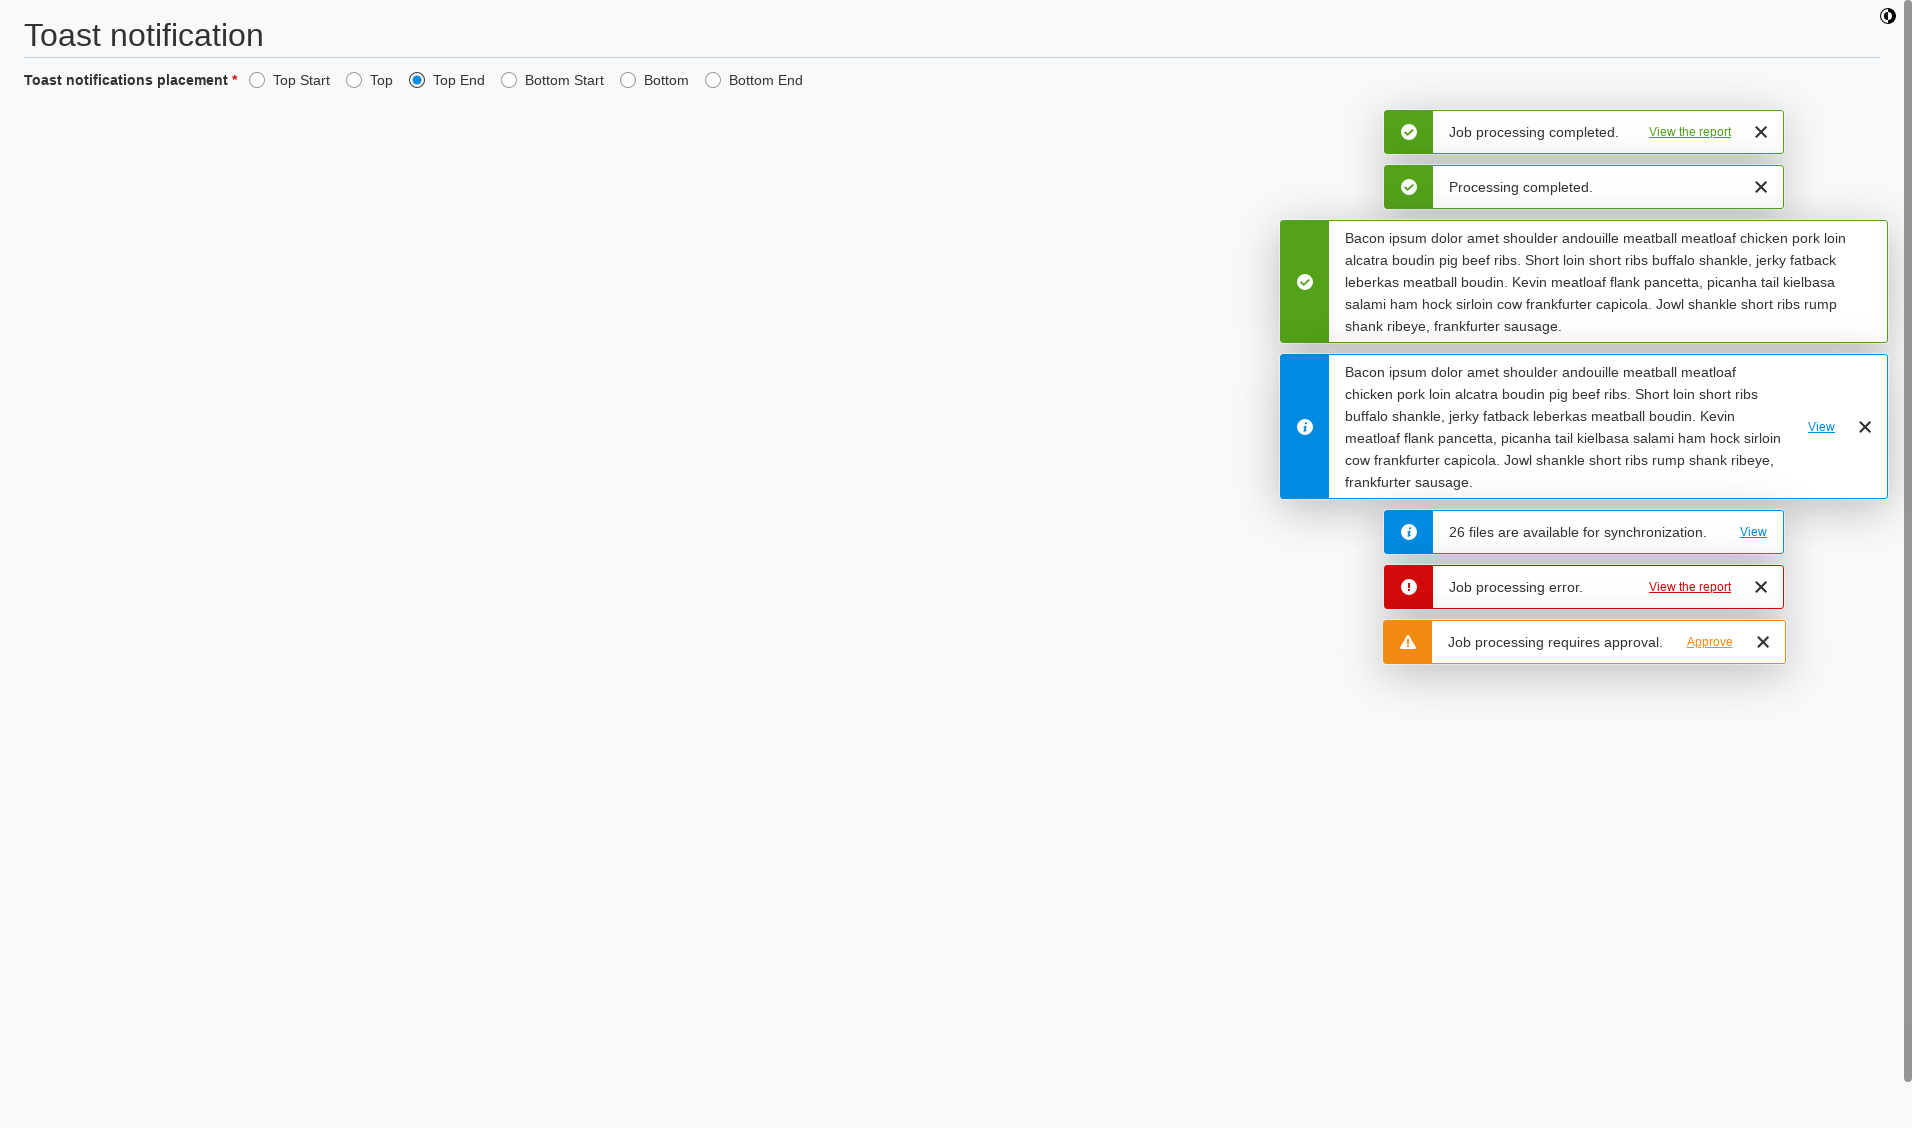 Toast notification
Toast notifications placement * Top Start Top Top End Bottom Start Bottom Bottom End
Job processing completed. View the report
Processing completed.
Bacon ipsum dolor amet shoulder andouille meatball meatloaf chicken pork loin
alcatra boudin pig beef ribs. Short loin short ribs buffalo shankle, jerky fatback
leberkas meatball boudin. Kevin meatloaf flank pancetta, picanha tail kielbasa
salami ham hock sirloin cow frankfurter capicola. Jowl shankle short ribs rump
shank ribeye, frankfurter sausage.
Bacon ipsum dolor amet shoulder andouille meatball meatloaf
chicken pork loin alcatra boudin pig beef ribs. Short loin short ribs
buffalo shankle, jerky fatback leberkas meatball boudin. Kevin
meatloaf flank pancetta, picanha tail kielbasa salami ham hock sirloin
cow frankfurter capicola. Jowl shankle short ribs rump shank ribeye,
frankfurter sausage.
View
26 files are available for synchronization. View
Job processing error. View the report
Job processing requires approval. Approve